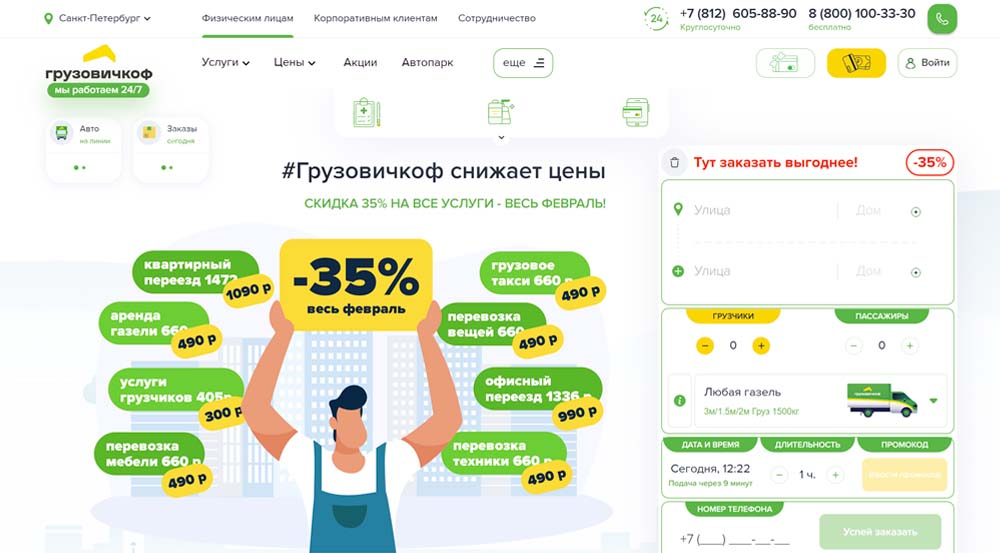 Санкт-Петербург
Физическим лицам
Корпоративным клиентам
Сотрудничество
24
+7 (812) 605-88-90
Круглосуточно
8 (800) 100-33-30
бесплатно
грузовичкоф
мы работаем 24/7
Услуги
Цены
Акции
Автопарк
еще
Войти
Авто
на линии
Заказы
сегодня
#Грузовичкоф снижает цены
СКИДКА 35% НА ВСЕ УСЛУГИ - ВЕСЬ ФЕВРАЛЬ!
-35%
весь февраль
квартирный
переезд 1472
1090 р
аренда
газели 660
490 р
услуги
грузчиков 405р
300 р
перевозка
мебели 660
490 р
грузовое
такси 660
490 р
перевозка
вещей 660
490 р
офисный
переезд 1336
990 р
перевозка
техники 660
490 р
Тут заказать выгоднее!
-35%
Улица
Дом
Улица
Дом
ГРУЗЧИКИ
ПАССАЖИРЫ
− 0 +
− 0 +
Любая газель
3м/1.5м/2м Груз 1500кг
ДАТА И ВРЕМЯ
ДЛИТЕЛЬНОСТЬ
ПРОМОКОД
Сегодня, 12:22
Подача через 9 минут
− 1 ч. +
НОМЕР ТЕЛЕФОНА
+7 (___) ___-__-__
Успей заказать